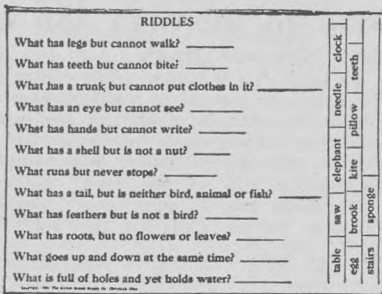 RIDDLES
What has legs but cannot walk?
What has teeth but cannot bite?
What has a trunk but cannot put clothes in it?
What has an eye but cannot see?
What has hands but cannot write?
What has a shell but is not a nut?
What runs but never stops?
What has a tail, but is neither bird, animal or fish?
What has feathers but is not a bird?
What has roots, but no flowers or leaves?
What goes up and down at the same time?
What is full of holes and yet holds water?
table saw elephant needle clock
egg brook kite pillow teeth
stairs sponge